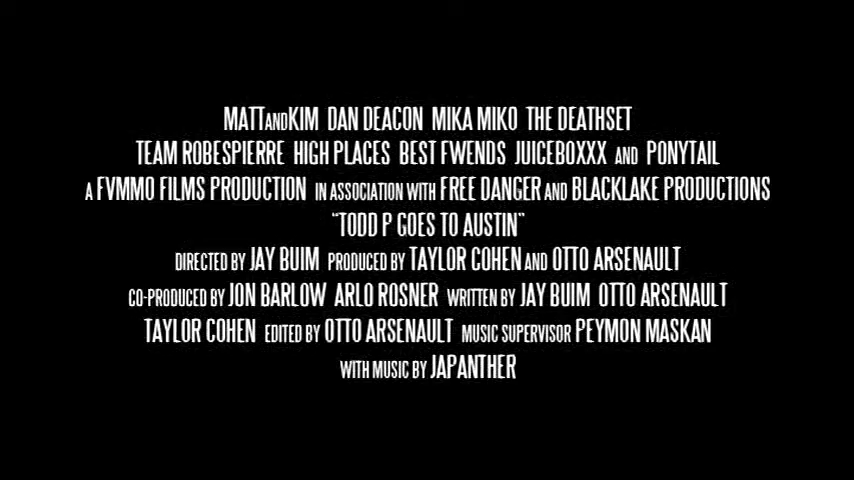 MATTANDKIM DAN DEACON MIKA MIKO THE DEATHSET
TEAM ROBESPIERRE HIGH PLACES BEST FWENDS JUICEBOXXX AND PONYTAIL
A FVMMO FILMS PRODUCTION IN ASSOCIATION WITH FREE DANGER AND BLACKLAKE PRODUCTIONS
"TODD P GOES TO AUSTIN"
DIRECTED BY JAY BUIM PRODUCED BY TAYLOR COHEN AND OTTO ARSENAULT
CO-PRODUCED BY JON BARLOW ARLO ROSNER WRITTEN BY JAY BUIM OTTO ARSENAULT
TAYLOR COHEN EDITED BY OTTO ARSENAULT MUSIC SUPERVISOR PEYMON MASKAN
WITH MUSIC BY JAPANTHER